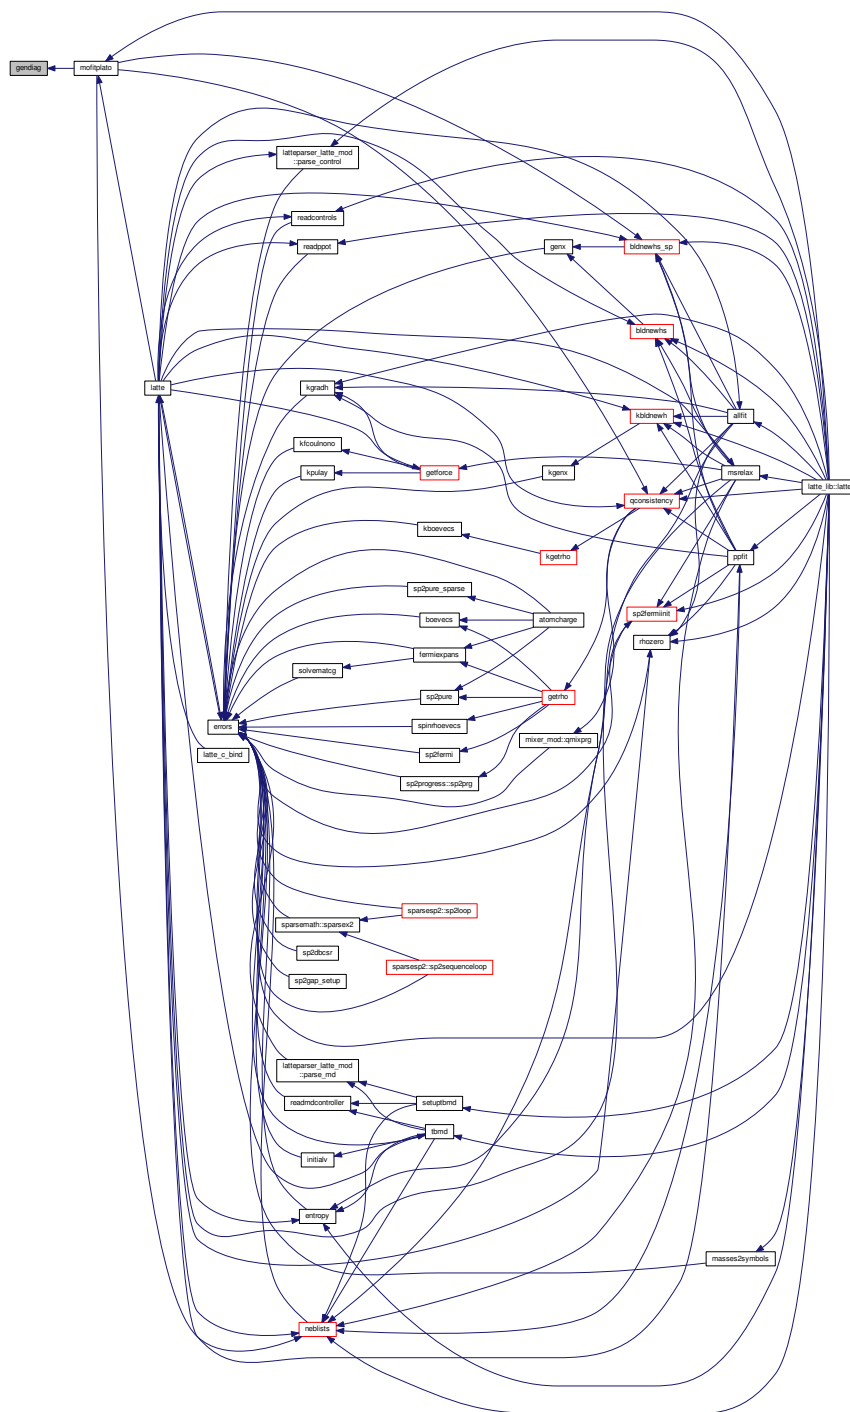 gendiag
mofitplato
latteparser_latte_mod
::parse_control
readcontrols
readppot
genx
bldnewhs_sp
bldnewhs
latte
kgradh
kbldnewh
allfit
kfcoulnono
kpulay
getforce
kgenx
msrelax
qconsistency
latte_lib::latte
kboevecs
kgetrho
ppfit
sp2pure_sparse
boevecs
atomcharge
sp2fermiinit
fermiexpans
rhozero
solvematcg
sp2pure
getrho
errors
spinrhoevecs
mixer_mod::qmixprg
latte_c_bind
sp2fermi
sp2progress::sp2prg
sparsesp2::sp2loop
sparsemath::sparsex2
sp2dbcsr
sparsesp2::sp2sequenceloop
sp2gap_setup
latteparser_latte_mod
::parse_md
readmdcontroller
setuptbmd
tbmd
initialv
entropy
masses2symbols
neblists